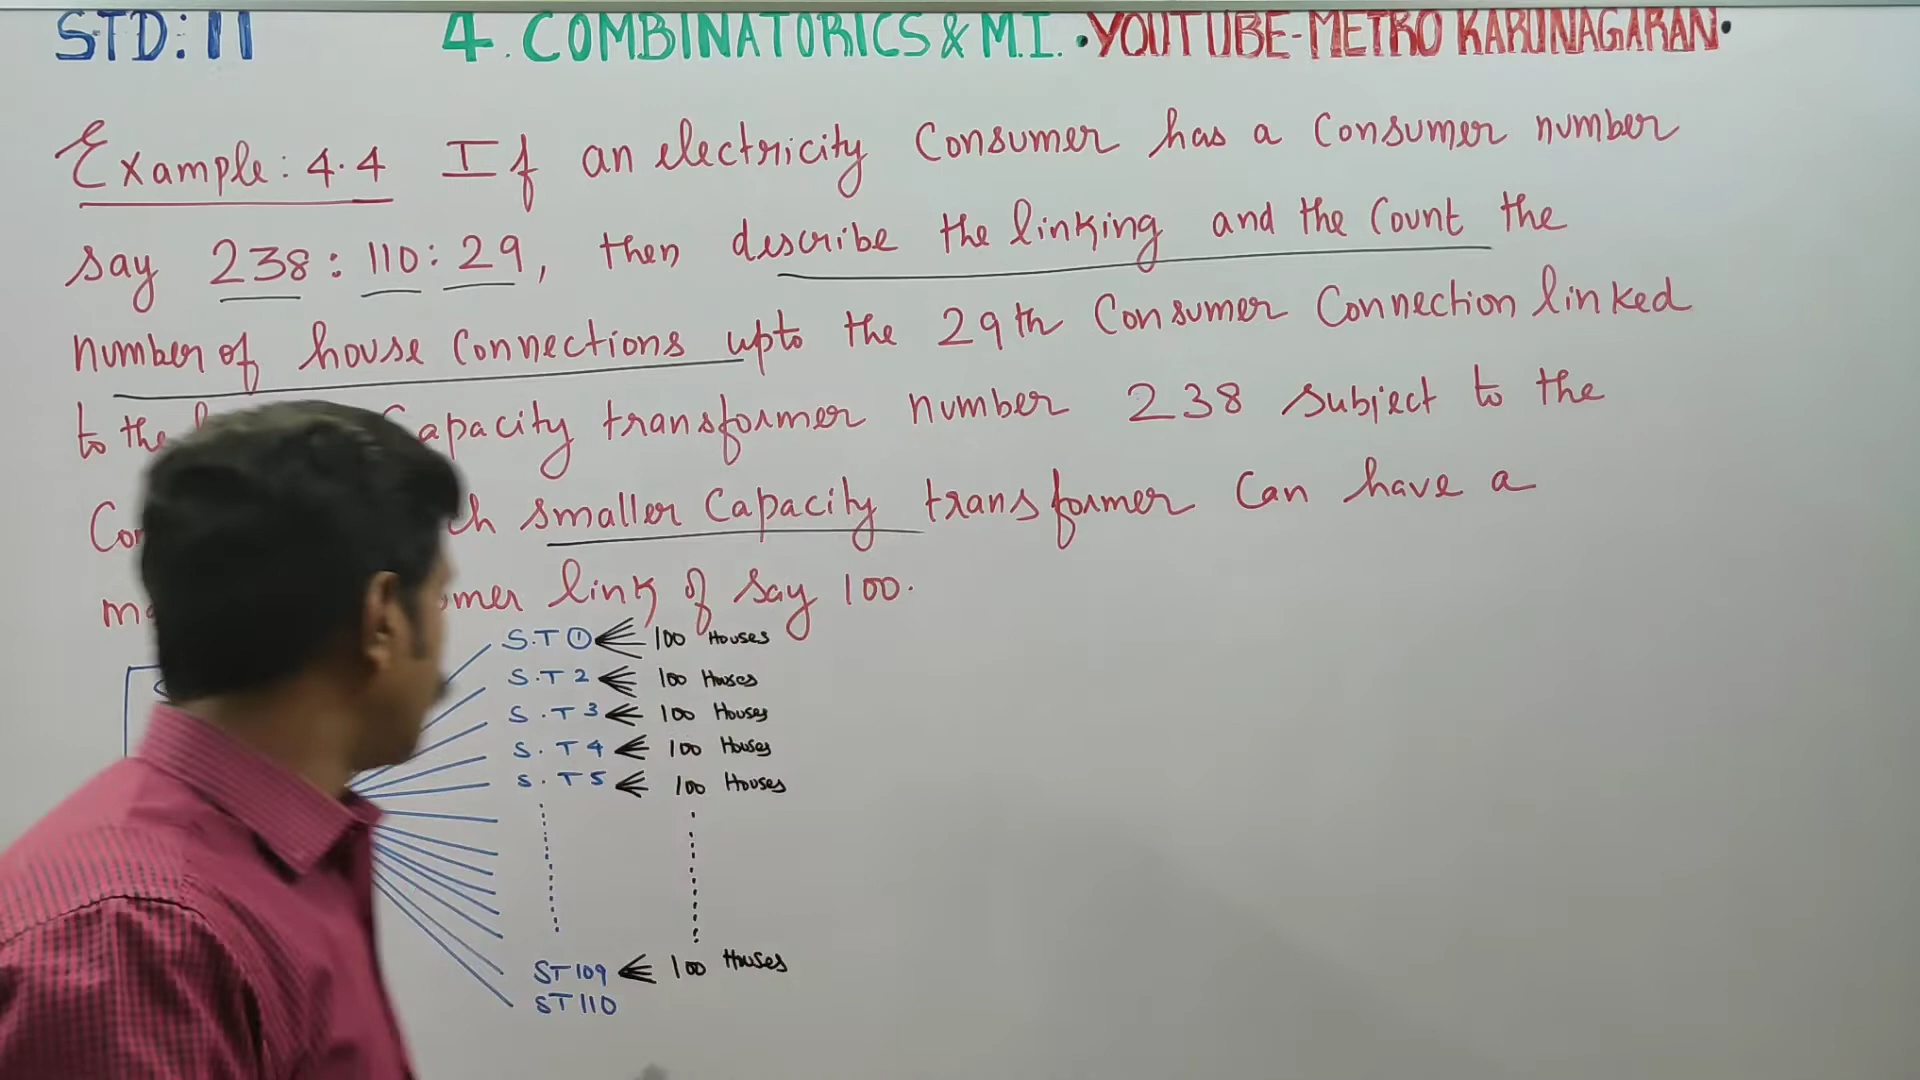 STD: 11 4. COMBINATORICS & M.I. •YOUTUBE-METRO KARUNAGARAN•
Example: 4.4 If an electricity Consumer has a Consumer number
say 238 : 110 : 29, then describe the linking and the Count the
number of house Connections upto the 29th Consumer Connection linked
to the capacity transformer number 238 subject to the
smaller Capacity transformer Can have a
link of say 100.
S.T ① 100 Houses
S.T 2 100 Houses
S.T 3 100 Houses
S.T 4 100 Houses
S.T 5 100 Houses
ST 109 100 Houses
ST 110